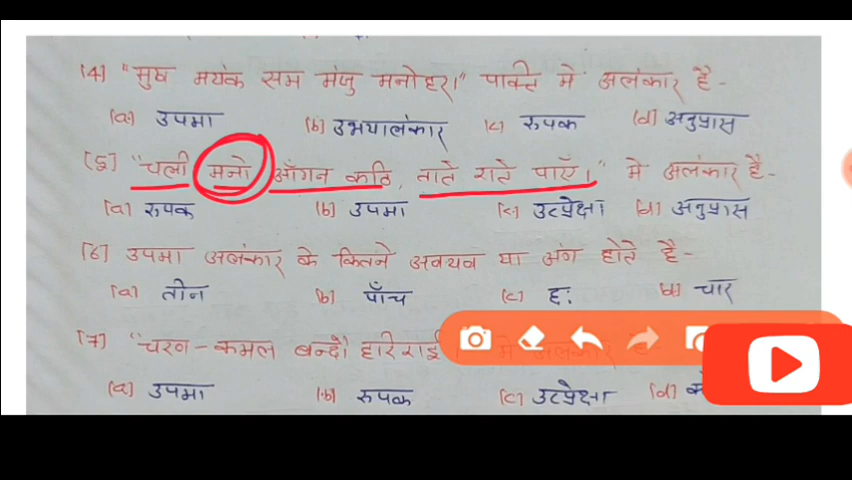 [4] "मुख मयंक सम मंजु मनोहर।" पंक्ति में अलंकार है-
(a) उपमा (b) उभयालंकार (c) रूपक (d) अनुप्रास
[5] "चली मनो आँगन कठि, ताते राते पाएँ।" में अलंकार है-
(a) रूपक (b) उपमा (c) उत्प्रेक्षा (d) अनुप्रास
[6] उपमा अलंकार के कितने अवयव या अंग होते है-
(a) तीन (b) पाँच (c) छ: (d) चार
[7] "चरण-कमल बन्दौ हरि राई
(a) उपमा (b) रूपक (c) उत्प्रेक्षा (d)